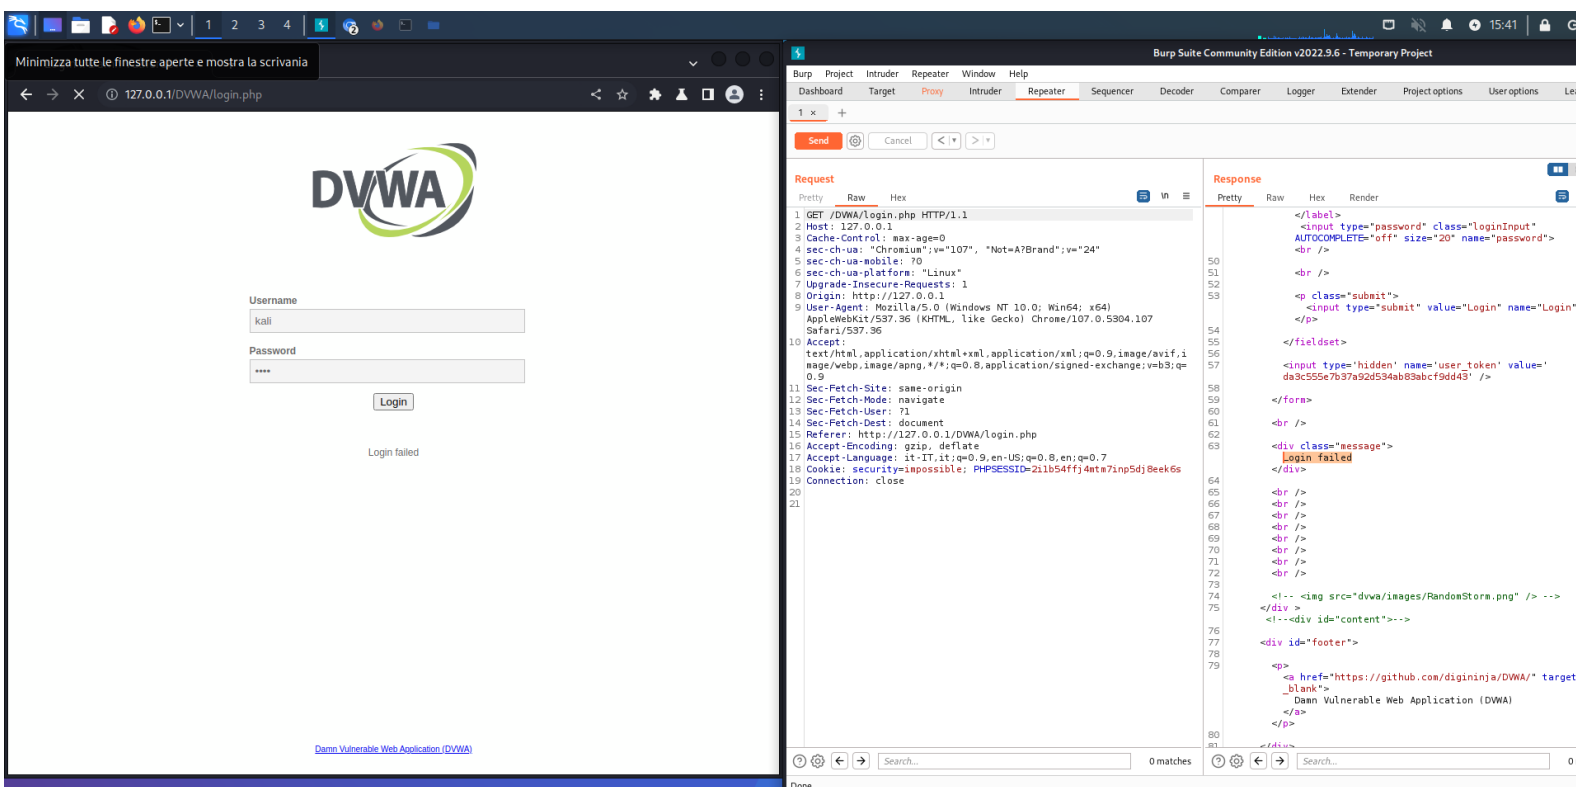 1 2 3 4 15:41
Minimizza tutte le finestre aperte e mostra la scrivania
127.0.0.1/DVWA/login.php
DVWA
Username
kali
Password
••••
Login
Login failed
Damn Vulnerable Web Application (DVWA)
Burp Suite Community Edition v2022.9.6 - Temporary Project
Burp Project Intruder Repeater Window Help
Dashboard Target Proxy Intruder Repeater Sequencer Decoder Comparer Logger Extender Project options User options
1 × +
Send Cancel < >
Request
Pretty Raw Hex \n
1 GET /DVWA/login.php HTTP/1.1
2 Host: 127.0.0.1
3 Cache-Control: max-age=0
4 sec-ch-ua: "Chromium";v="107", "Not=A?Brand";v="24"
5 sec-ch-ua-mobile: ?0
6 sec-ch-ua-platform: "Linux"
7 Upgrade-Insecure-Requests: 1
8 Origin: http://127.0.0.1
9 User-Agent: Mozilla/5.0 (Windows NT 10.0; Win64; x64)
AppleWebKit/537.36 (KHTML, like Gecko) Chrome/107.0.5304.107
Safari/537.36
10 Accept:
text/html,application/xhtml+xml,application/xml;q=0.9,image/avif,i
mage/webp,image/apng,*/*;q=0.8,application/signed-exchange;v=b3;q=
0.9
11 Sec-Fetch-Site: same-origin
12 Sec-Fetch-Mode: navigate
13 Sec-Fetch-User: ?1
14 Sec-Fetch-Dest: document
15 Referer: http://127.0.0.1/DVWA/login.php
16 Accept-Encoding: gzip, deflate
17 Accept-Language: it-IT,it;q=0.9,en-US;q=0.8,en;q=0.7
18 Cookie: security=impossible; PHPSESSID=2i1b54ffj4mtm7inp5dj8eek6s
19 Connection: close
20
21
Search... 0 matches
Done
Response
Pretty Raw Hex Render
</label>
<input type="password" class="loginInput"
AUTOCOMPLETE="off" size="20" name="password">
<br />
50
51 <br />
52
53 <p class="submit">
<input type="submit" value="Login" name="Login"
</p>
54
55 </fieldset>
56
57 <input type='hidden' name='user_token' value='
da3c555e7b37a92d534ab83abcf9dd43' />
58
59 </form>
60
61 <br />
62
63 <div class="message">
Login failed
</div>
64
65 <br />
66 <br />
67 <br />
68 <br />
69 <br />
70 <br />
71 <br />
72 <br />
73
74 <!-- <img src="dvwa/images/RandomStorm.png" /> -->
75 </div >
<!--<div id="content">-->
76
77 <div id="footer">
78
79 <p>
<a href="https://github.com/digininja/DVWA/" target
_blank">
Damn Vulnerable Web Application (DVWA)
</a>
</p>
80
81 </div>
Search... 0